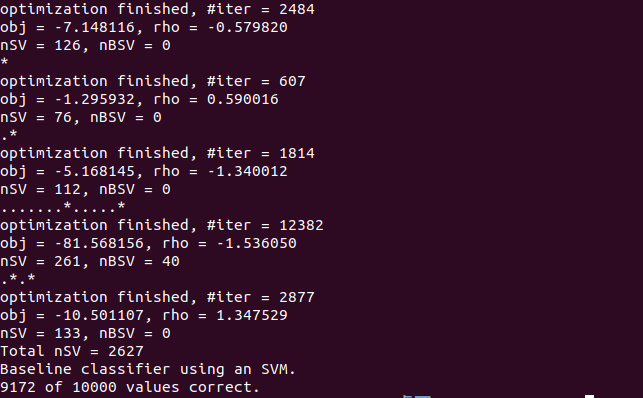 optimization finished, #iter = 2484
obj = -7.148116, rho = -0.579820
nSV = 126, nBSV = 0
*
optimization finished, #iter = 607
obj = -1.295932, rho = 0.590016
nSV = 76, nBSV = 0
.*
optimization finished, #iter = 1814
obj = -5.168145, rho = -1.340012
nSV = 112, nBSV = 0
.......*.....*
optimization finished, #iter = 12382
obj = -81.568156, rho = -1.536050
nSV = 261, nBSV = 40
.*.*
optimization finished, #iter = 2877
obj = -10.501107, rho = 1.347529
nSV = 133, nBSV = 0
Total nSV = 2627
Baseline classifier using an SVM.
9172 of 10000 values correct.